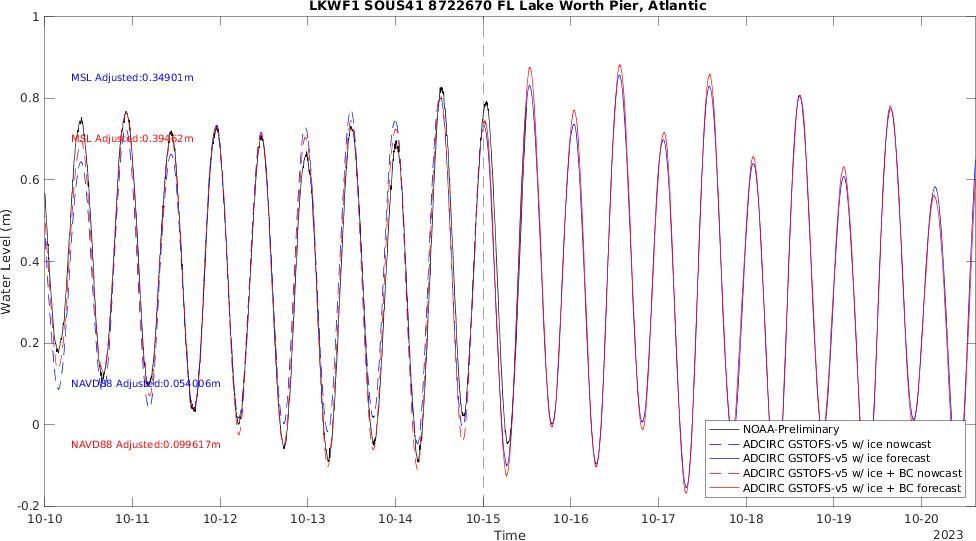 LKWF1 SOUS41 8722670 FL Lake Worth Pier, Atlantic
1
0.8
0.6
0.4
0.2
0
-0.2
Water Level (m)
MSL Adjusted:0.34901m
MSL Adjusted:0.39462m
NAVD88 Adjusted:0.054006m
NAVD88 Adjusted:0.099617m
NOAA-Preliminary
ADCIRC GSTOFS-v5 w/ ice nowcast
ADCIRC GSTOFS-v5 w/ ice forecast
ADCIRC GSTOFS-v5 w/ ice + BC nowcast
ADCIRC GSTOFS-v5 w/ ice + BC forecast
10-10 10-11 10-12 10-13 10-14 10-15 10-16 10-17 10-18 10-19 10-20
Time
2023